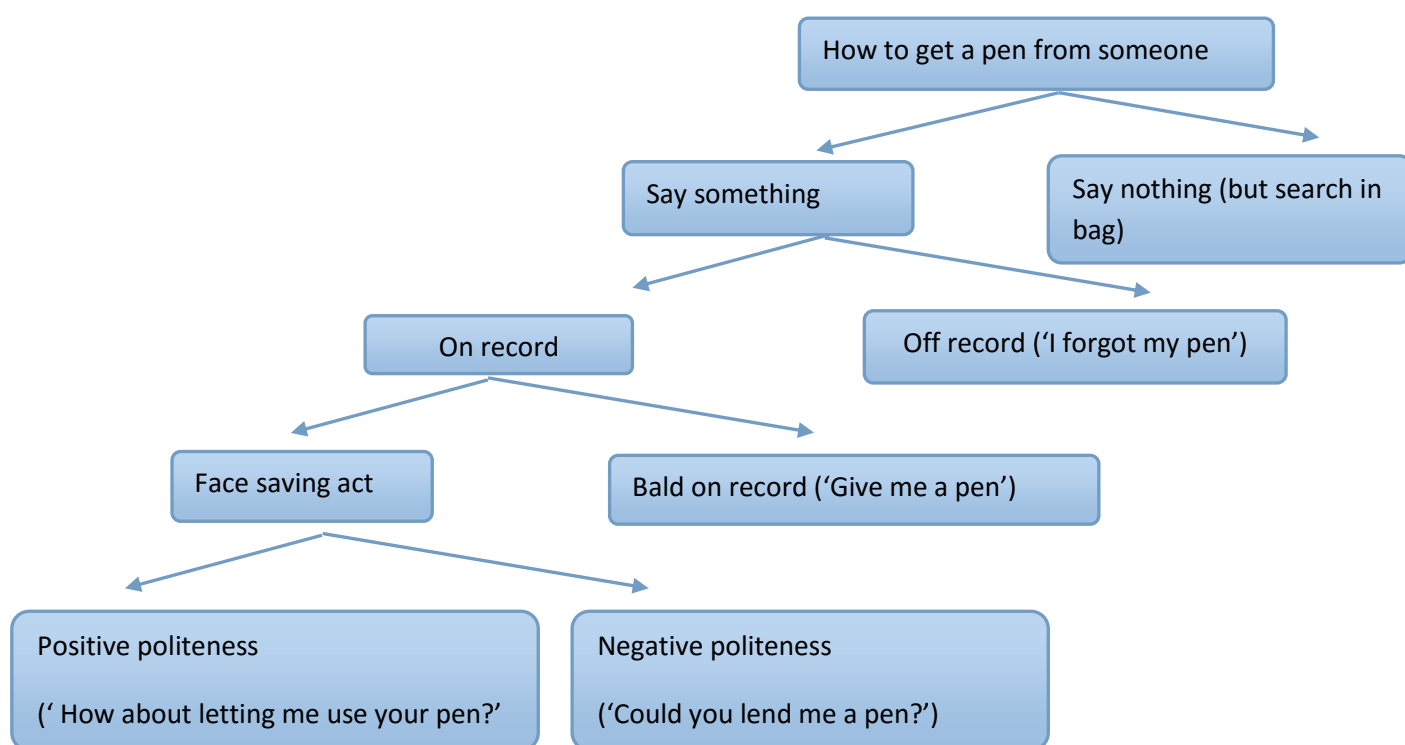 How to get a pen from someone
Say something
Say nothing (but search in
bag)
On record
Off record (‘I forgot my pen’)
Face saving act
Bald on record (‘Give me a pen’)
Positive politeness
(‘ How about letting me use your pen?’
Negative politeness
(‘Could you lend me a pen?’)